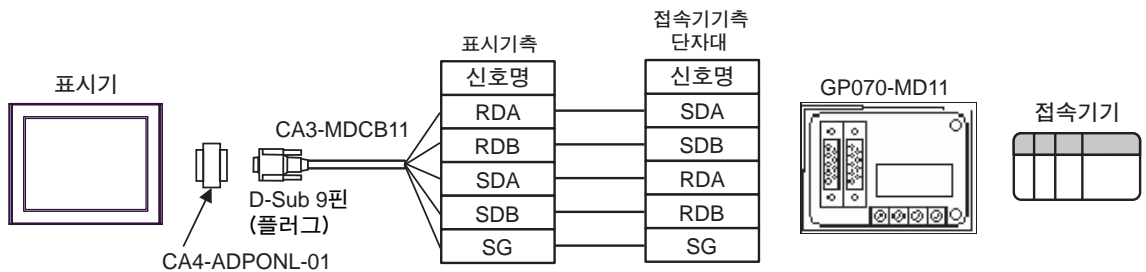 표시기
CA4-ADPONL-01
CA3-MDCB11
D-Sub 9핀
(플러그)
표시기측
신호명
RDA
RDB
SDA
SDB
SG
접속기기측
단자대
신호명
SDA
SDB
RDA
RDB
SG
GP070-MD11
접속기기